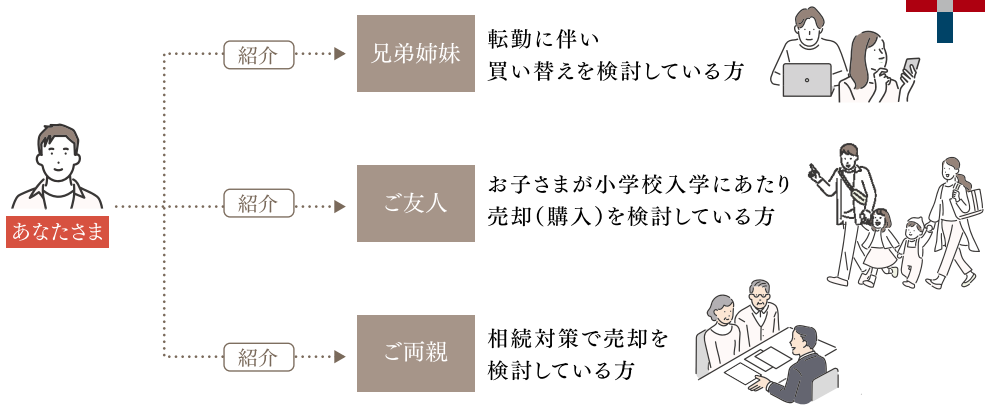 紹介
兄弟姉妹
転勤に伴い
買い替えを検討している方
あなたさま
紹介
ご友人
お子さまが小学校入学にあたり
売却(購入)を検討している方
紹介
ご両親
相続対策で売却を
検討している方